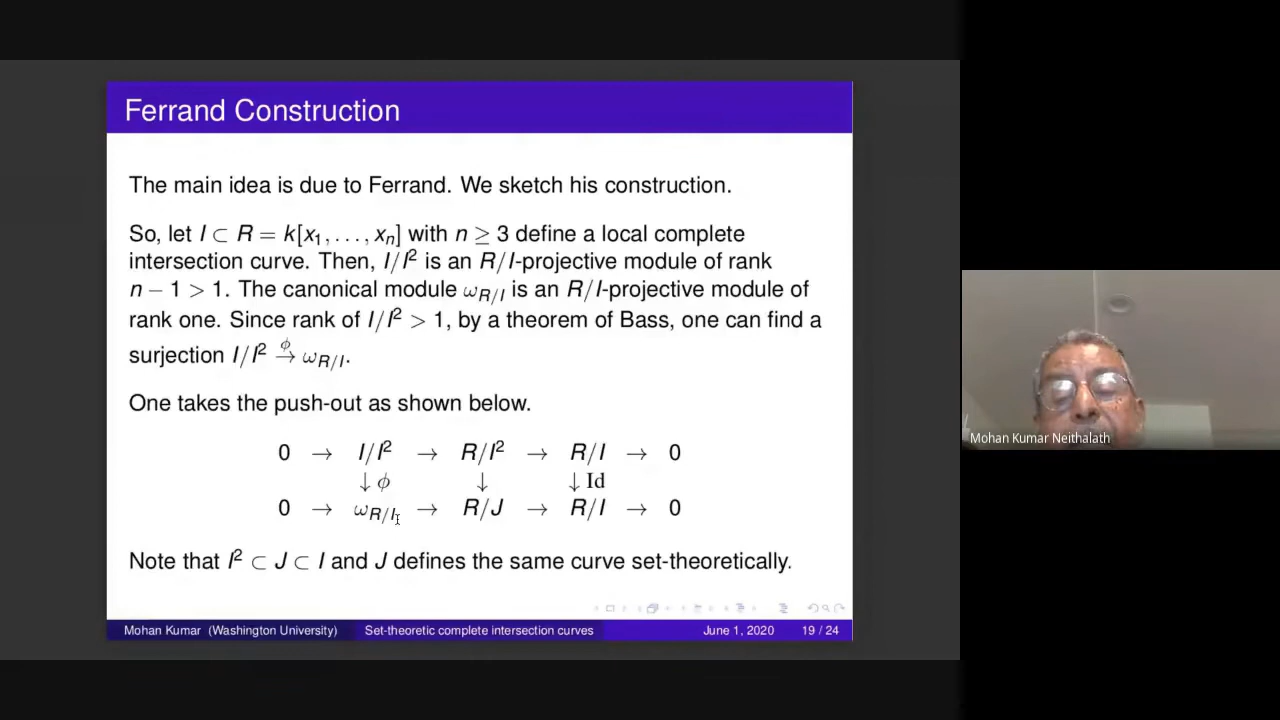 Ferrand Construction
The main idea is due to Ferrand. We sketch his construction.
So, let I ⊂ R = k[x₁, . . . , xₙ] with n ≥ 3 define a local complete
intersection curve. Then, I/I² is an R/I-projective module of rank
n − 1 > 1. The canonical module ω_{R/I} is an R/I-projective module of
rank one. Since rank of I/I² > 1, by a theorem of Bass, one can find a
surjection I/I² →^ϕ ω_{R/I}.
One takes the push-out as shown below.
0 → I/I² → R/I² → R/I → 0
↓ ϕ ↓ ↓ Id
0 → ω_{R/I} → R/J → R/I → 0
Note that I² ⊂ J ⊂ I and J defines the same curve set-theoretically.
Mohan Kumar (Washington University) Set-theoretic complete intersection curves June 1, 2020 19 / 24
Mohan Kumar Neithalath